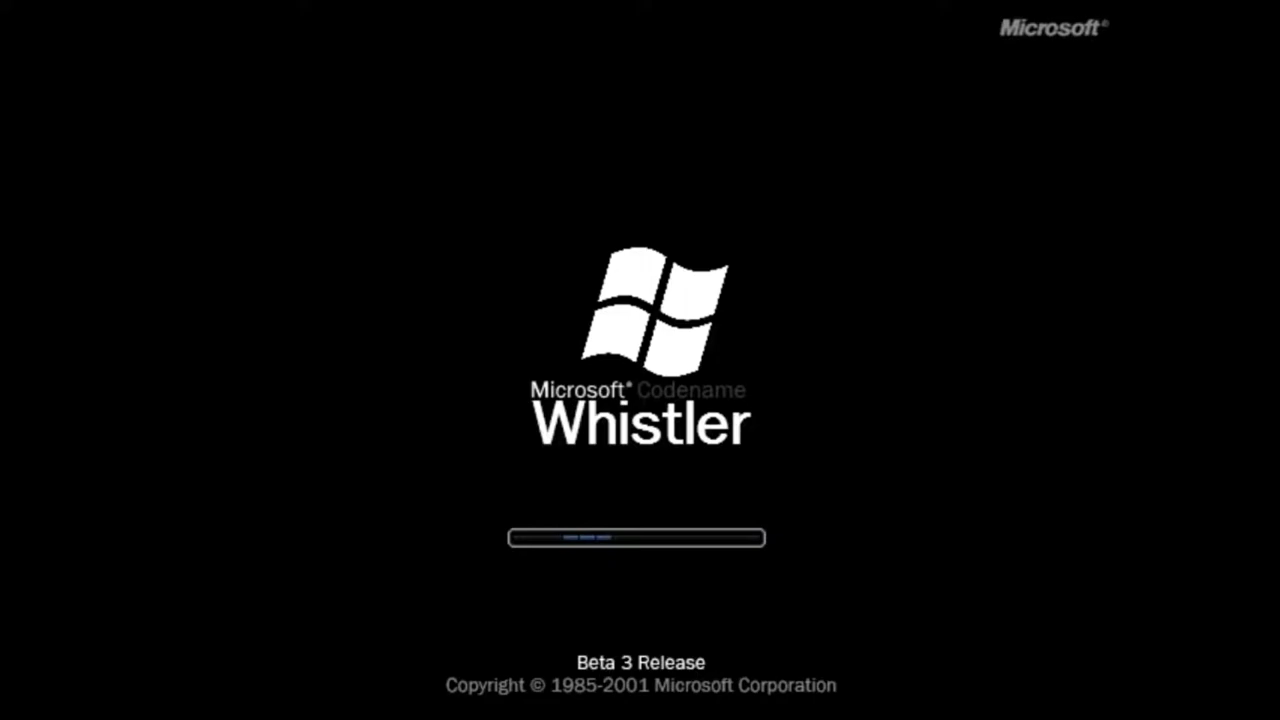 Microsoft®
Microsoft® Codename
Whistler
Beta 3 Release
Copyright © 1985-2001 Microsoft Corporation